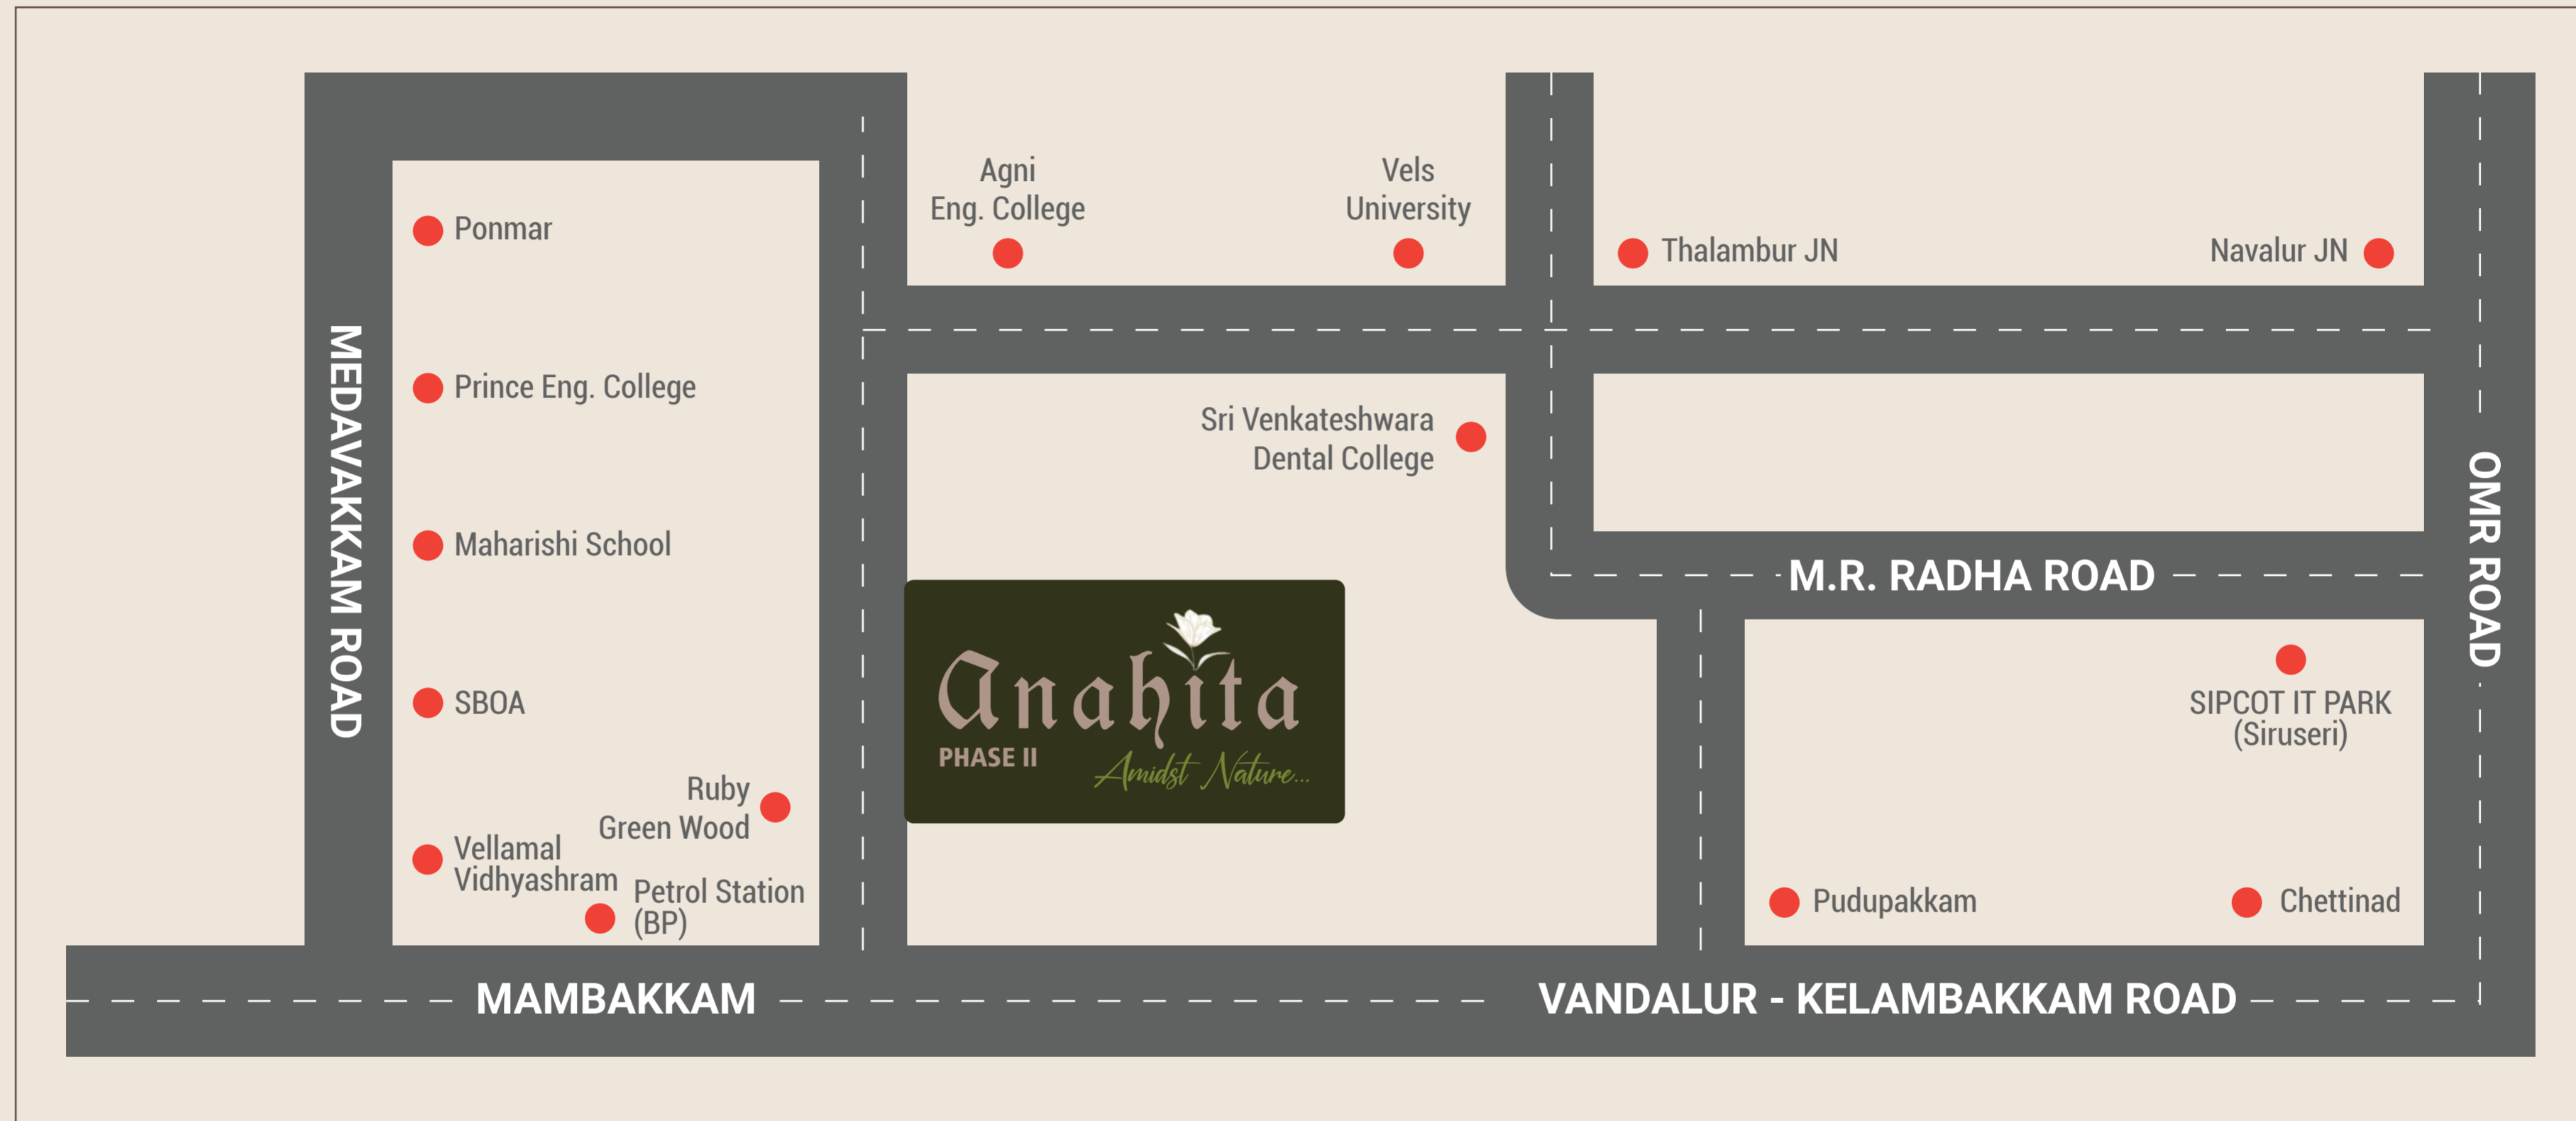 Agni
Eng. College
Vels
University
Ponmar
Thalambur JN
Navalur JN
MEDAVAKKAM ROAD
Prince Eng. College
Sri Venkateshwara
Dental College
OMR ROAD
Maharishi School
M.R. RADHA ROAD
Anahita
PHASE II
Amidst Nature...
SBOA
SIPCOT IT PARK
(Siruseri)
Ruby
Green Wood
Vellamal
Vidhyashram
Petrol Station
(BP)
Pudupakkam
Chettinad
MAMBAKKAM
VANDALUR - KELAMBAKKAM ROAD